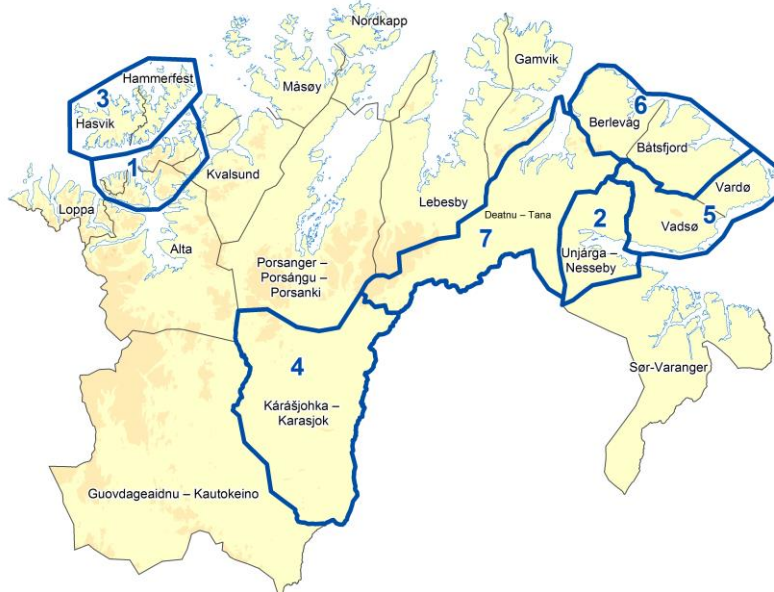 Nordkapp
Gamvik
Hammerfest
Måsøy
3
Hasvik
6
Berlevåg
Båtsfjord
1
Kvalsund
Vardø
Lebesby
Loppa
Deatnu – Tana
2
5
Alta
7
Vadsø
Unjárga –
Nesseby
Porsanger –
Porsáŋgu –
Porsanki
4
Sør-Varanger
Kárášjohka –
Karasjok
Guovdageaidnu – Kautokeino